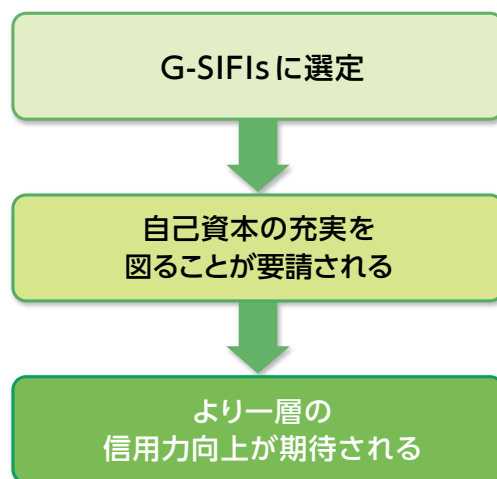 G-SIFIsに選定
自己資本の充実を
図ることが要請される
より一層の
信用力向上が期待される